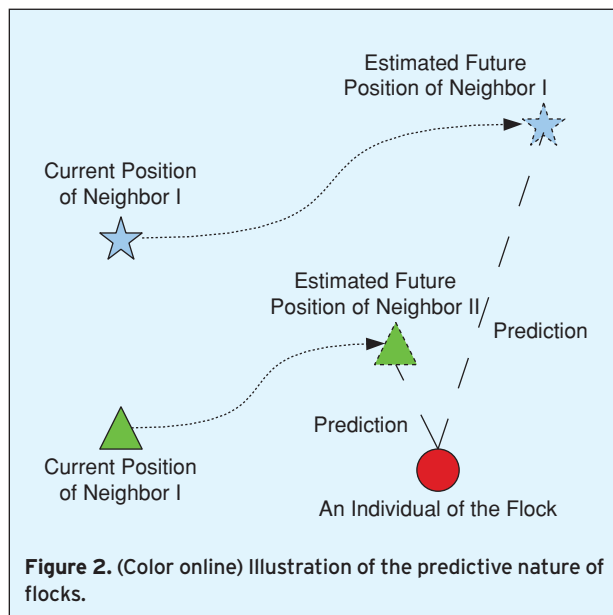 Estimated Future
Position of Neighbor I
Current Position
of Neighbor I
Estimated Future
Position of Neighbor II
Prediction
Prediction
Current Position
of Neighbor I
An Individual of the Flock
Figure 2. (Color online) Illustration of the predictive nature of
flocks.